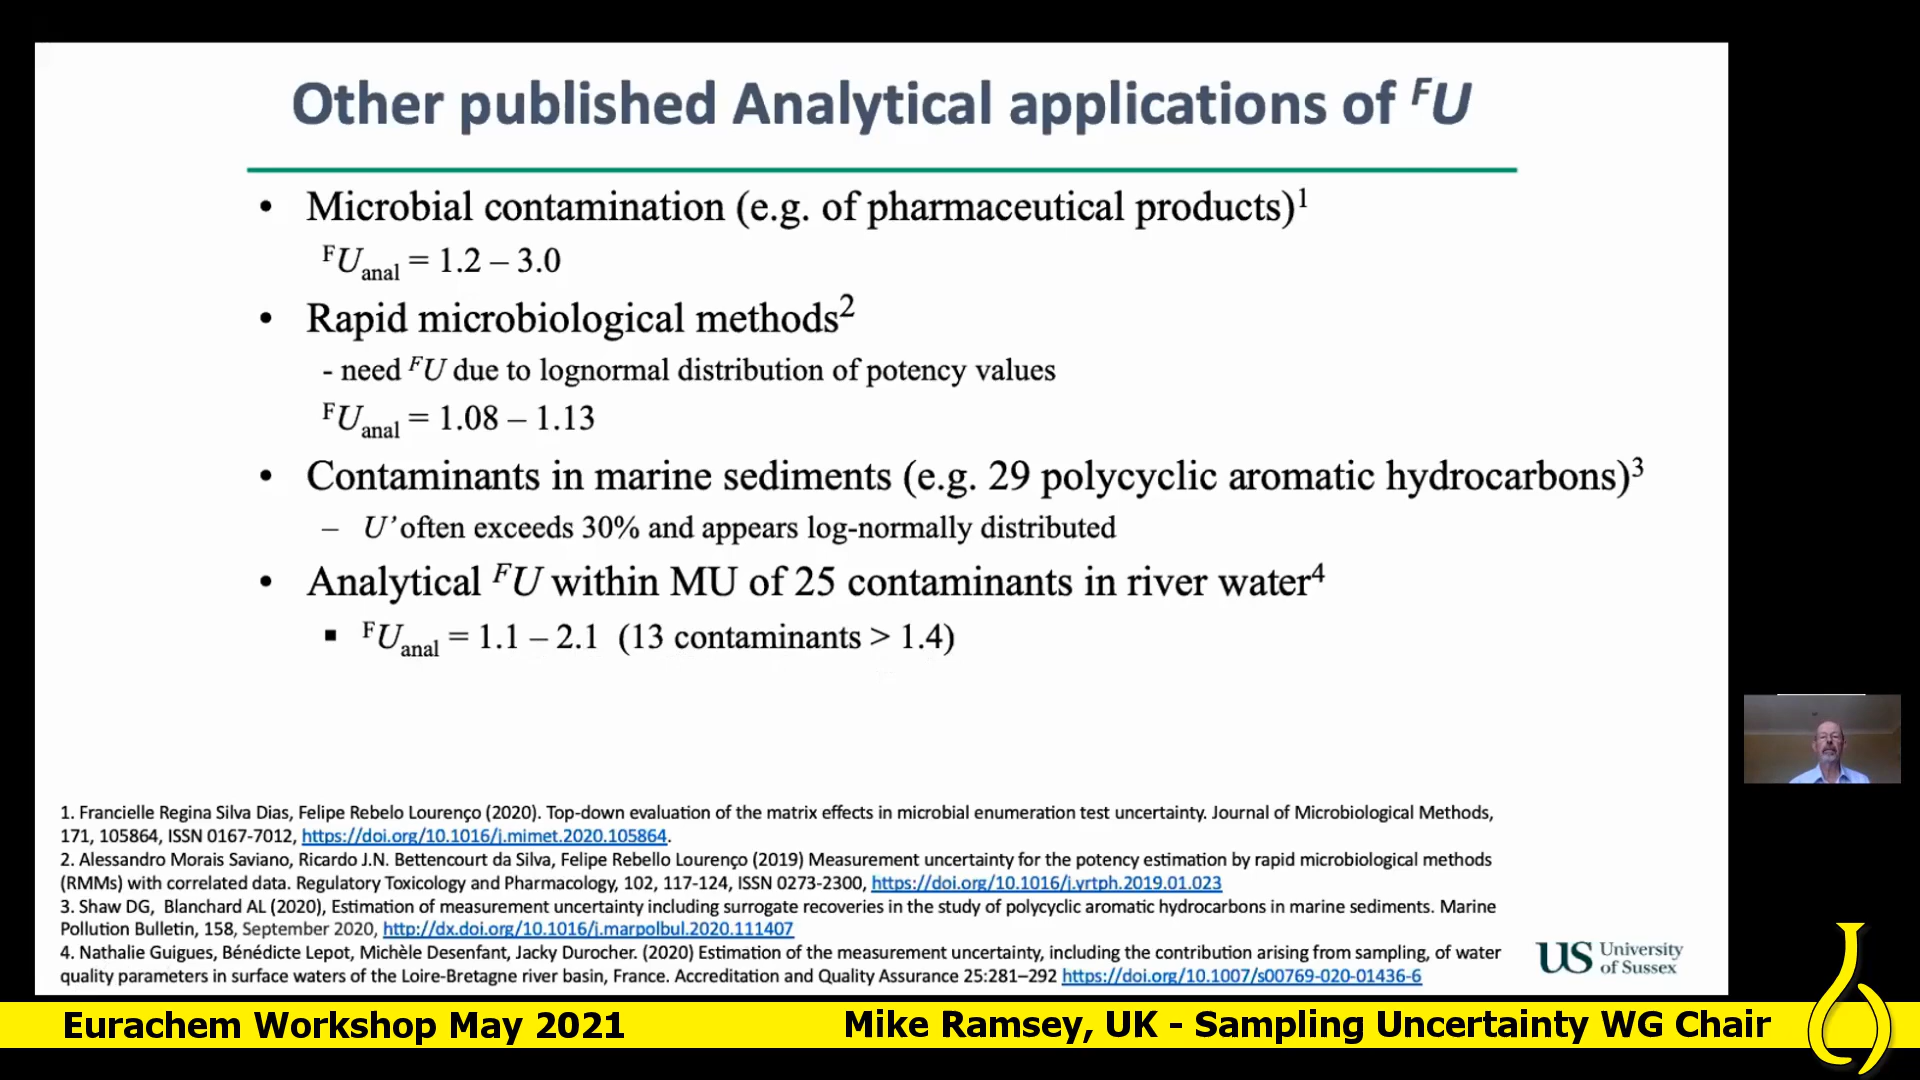 Other published Analytical applications of ᶠU
• Microbial contamination (e.g. of pharmaceutical products)¹
ᶠUanal = 1.2 – 3.0
• Rapid microbiological methods²
- need ᶠU due to lognormal distribution of potency values
ᶠUanal = 1.08 – 1.13
• Contaminants in marine sediments (e.g. 29 polycyclic aromatic hydrocarbons)³
– U’ often exceeds 30% and appears log-normally distributed
• Analytical ᶠU within MU of 25 contaminants in river water⁴
▪ ᶠUanal = 1.1 – 2.1 (13 contaminants > 1.4)
1. Francielle Regina Silva Dias, Felipe Rebelo Lourenço (2020). Top-down evaluation of the matrix effects in microbial enumeration test uncertainty. Journal of Microbiological Methods,
171, 105864, ISSN 0167-7012, https://doi.org/10.1016/j.mimet.2020.105864.
2. Alessandro Morais Saviano, Ricardo J.N. Bettencourt da Silva, Felipe Rebello Lourenço (2019) Measurement uncertainty for the potency estimation by rapid microbiological methods
(RMMs) with correlated data. Regulatory Toxicology and Pharmacology, 102, 117-124, ISSN 0273-2300, https://doi.org/10.1016/j.yrtph.2019.01.023
3. Shaw DG, Blanchard AL (2020), Estimation of measurement uncertainty including surrogate recoveries in the study of polycyclic aromatic hydrocarbons in marine sediments. Marine
Pollution Bulletin, 158, September 2020, http://dx.doi.org/10.1016/j.marpolbul.2020.111407
4. Nathalie Guigues, Bénédicte Lepot, Michèle Desenfant, Jacky Durocher. (2020) Estimation of the measurement uncertainty, including the contribution arising from sampling, of water
quality parameters in surface waters of the Loire-Bretagne river basin, France. Accreditation and Quality Assurance 25:281–292 https://doi.org/10.1007/s00769-020-01436-6
US University
of Sussex
Eurachem Workshop May 2021
Mike Ramsey, UK - Sampling Uncertainty WG Chair